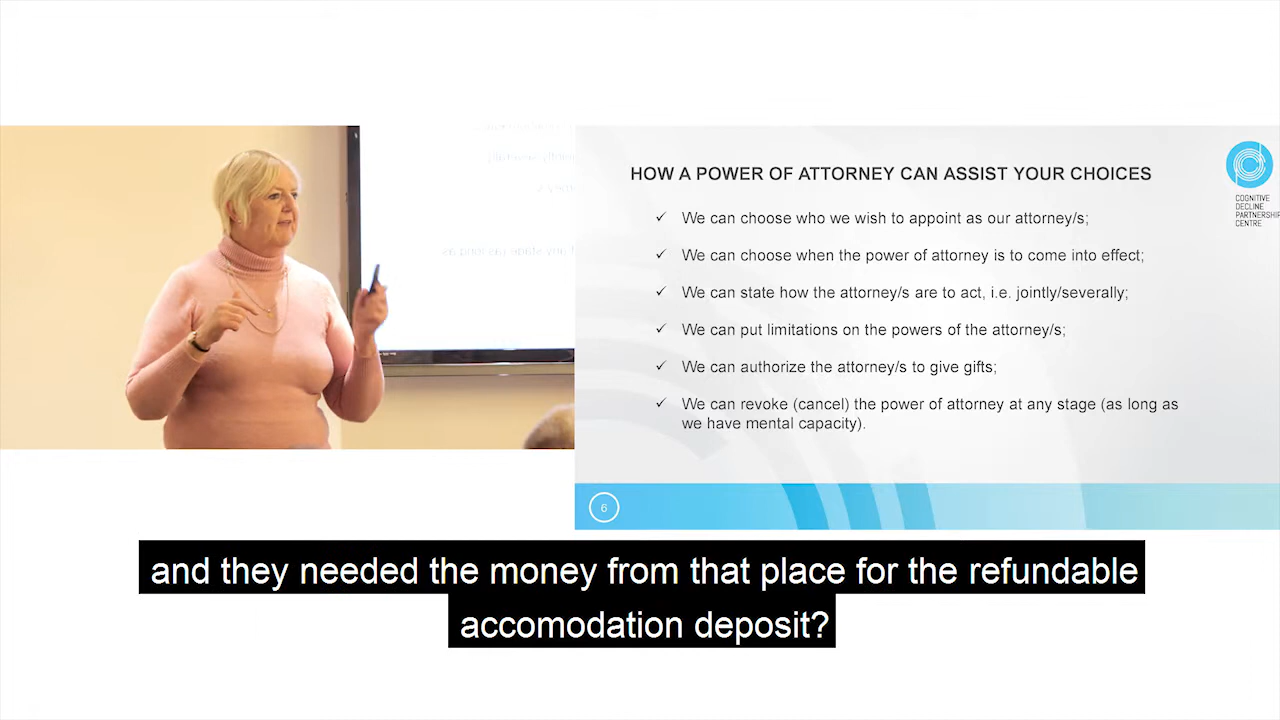 HOW A POWER OF ATTORNEY CAN ASSIST YOUR CHOICES
COGNITIVE
DECLINE
PARTNERSHIP
CENTRE
✓ We can choose who we wish to appoint as our attorney/s;
✓ We can choose when the power of attorney is to come into effect;
✓ We can state how the attorney/s are to act, i.e. jointly/severally;
✓ We can put limitations on the powers of the attorney/s;
✓ We can authorize the attorney/s to give gifts;
✓ We can revoke (cancel) the power of attorney at any stage (as long as
we have mental capacity).
6
and they needed the money from that place for the refundable
accomodation deposit?